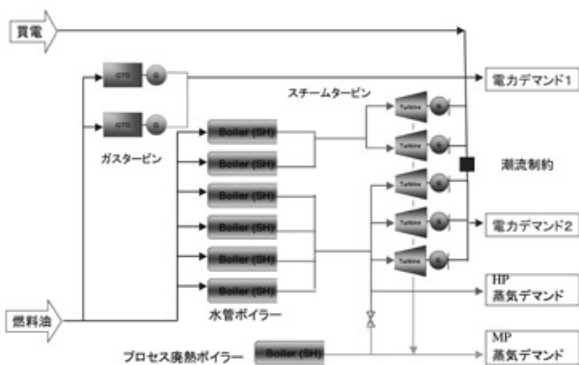 買電
GTG
G
電力デマンド1
スチームタービン
Turbine
G
GTG
G
ガスタービン
Boiler (SH)
Turbine
G
潮流制約
Boiler (SH)
Turbine
G
Boiler (SH)
Turbine
G
電力デマンド2
Boiler (SH)
Turbine
G
Boiler (SH)
HP
蒸気デマンド
Boiler (SH)
燃料油
水管ボイラー
MP
蒸気デマンド
プロセス廃熱ボイラー
Boiler (SH)